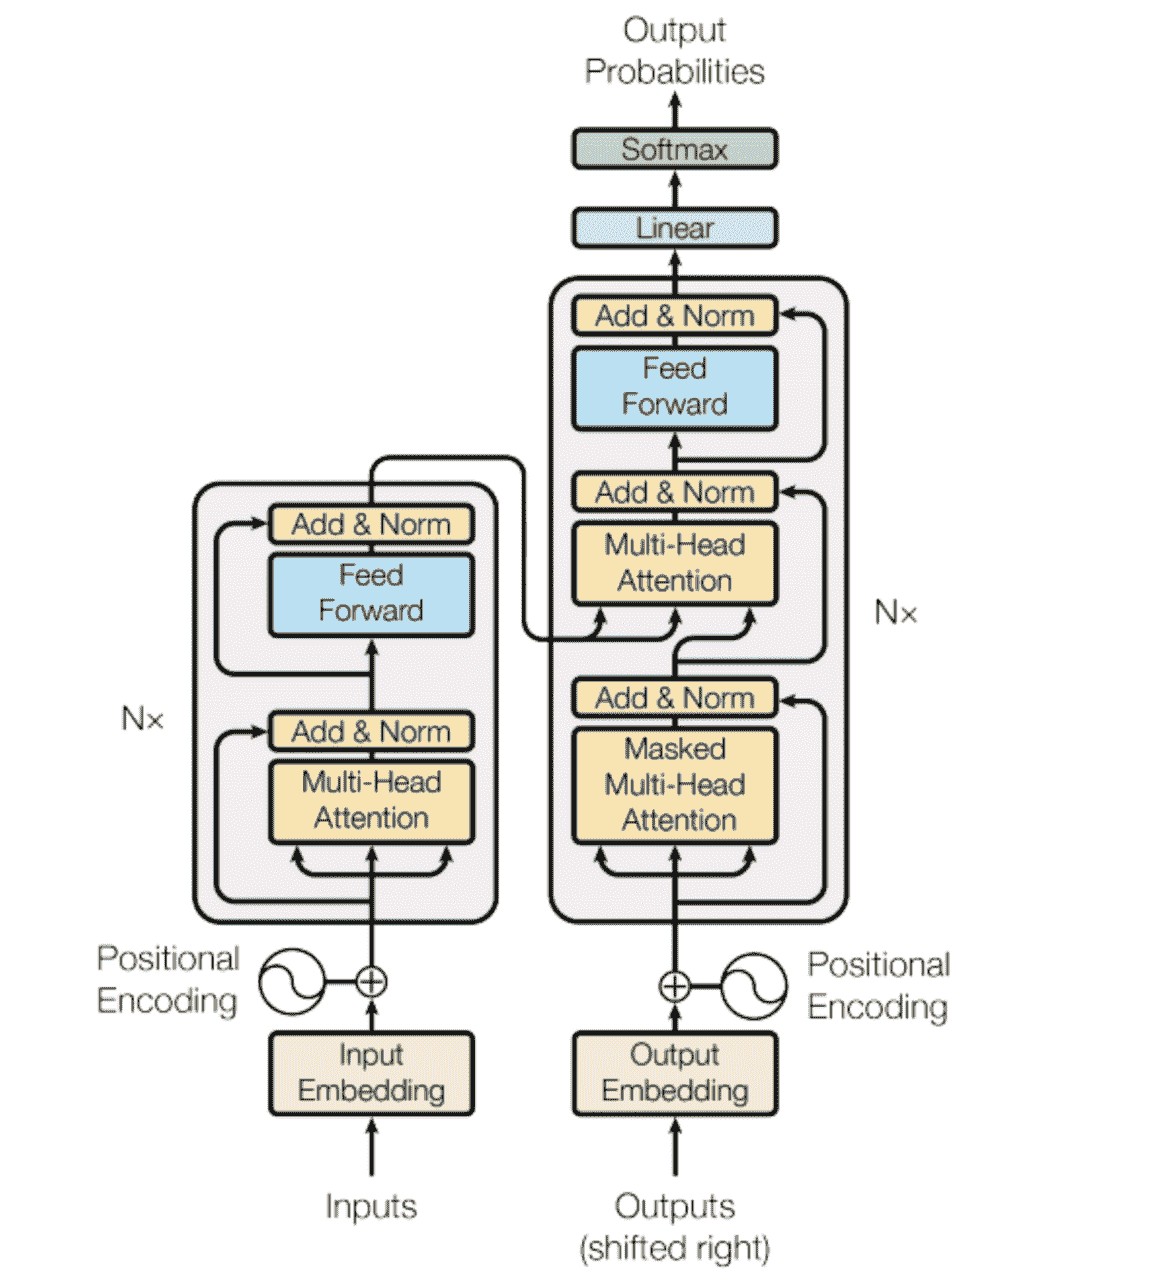 Output
Probabilities
Softmax
Linear
Add & Norm
Feed
Forward
Add & Norm
Multi-Head
Attention
Nx
Add & Norm
Masked
Multi-Head
Attention
Add & Norm
Feed
Forward
Nx
Add & Norm
Multi-Head
Attention
Positional
Encoding
Positional
Encoding
Input
Embedding
Output
Embedding
Inputs
Outputs
(shifted right)